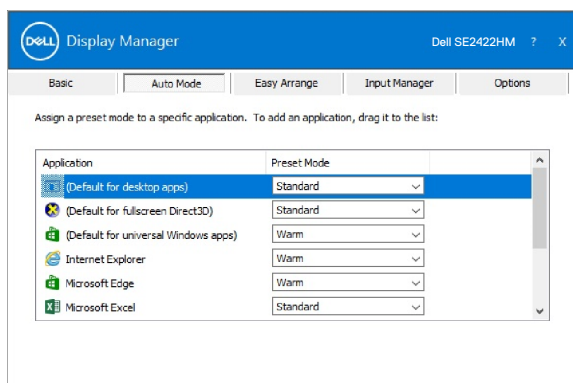 DELL Display Manager Dell SE2422HM ? X
Basic Auto Mode Easy Arrange Input Manager Options
Assign a preset mode to a specific application. To add an application, drag it to the list:
Application Preset Mode
(Default for desktop apps) Standard
(Default for fullscreen Direct3D) Standard
(Default for universal Windows apps) Warm
Internet Explorer Warm
Microsoft Edge Warm
Microsoft Excel Standard